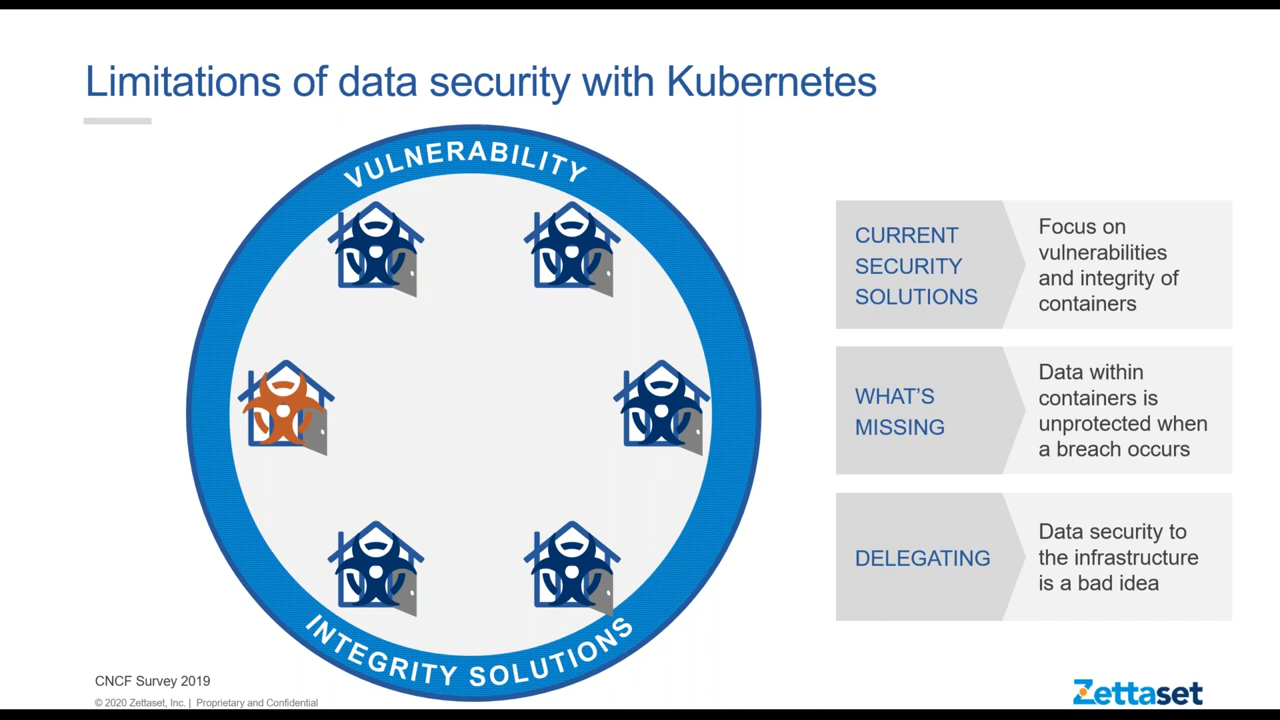 Limitations of data security with Kubernetes
VULNERABILITY
INTEGRITY SOLUTIONS
CURRENT
SECURITY
SOLUTIONS
Focus on
vulnerabilities
and integrity of
containers
WHAT'S
MISSING
Data within
containers is
unprotected when
a breach occurs
DELEGATING
Data security to
the infrastructure
is a bad idea
CNCF Survey 2019
© 2020 Zettaset, Inc. | Proprietary and Confidential
Zettaset